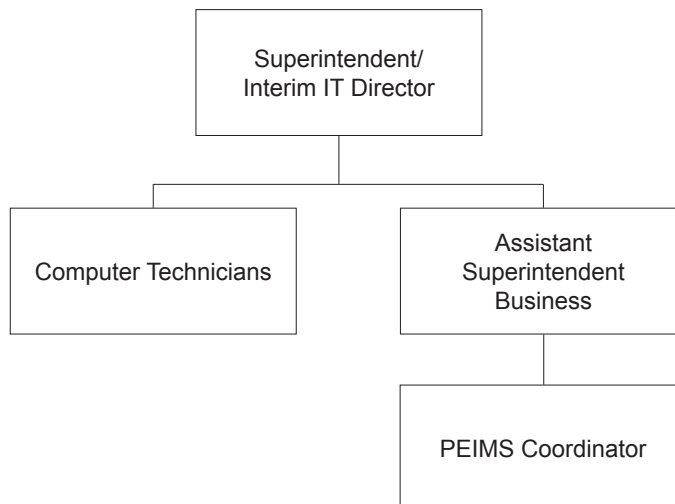 Superintendent/
Interim IT Director
Computer Technicians
Assistant
Superintendent
Business
PEIMS Coordinator